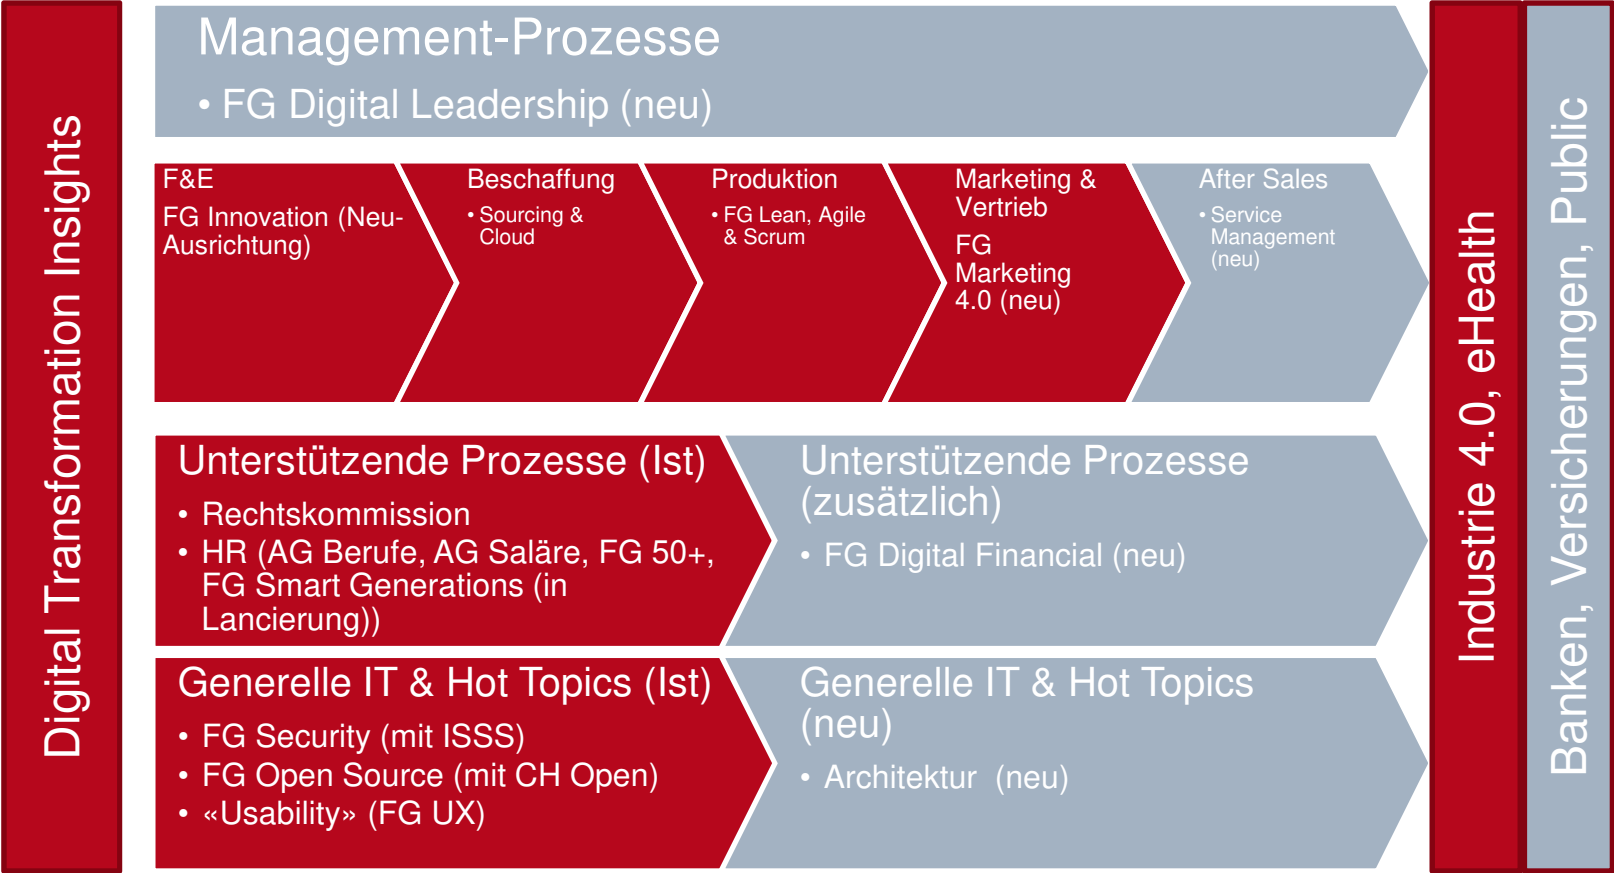 Digital Transformation Insights
Management-Prozesse
• FG Digital Leadership (neu)
F&E
FG Innovation (Neu-
Ausrichtung)
Beschaffung
• Sourcing &
Cloud
Produktion
• FG Lean, Agile
& Scrum
Marketing &
Vertrieb
FG
Marketing
4.0 (neu)
After Sales
• Service
Management
(neu)
Unterstützende Prozesse (Ist)
• Rechtskommission
• HR (AG Berufe, AG Saläre, FG 50+,
FG Smart Generations (in
Lancierung))
Unterstützende Prozesse
(zusätzlich)
• FG Digital Financial (neu)
Generelle IT & Hot Topics (Ist)
• FG Security (mit ISSS)
• FG Open Source (mit CH Open)
• «Usability» (FG UX)
Generelle IT & Hot Topics
(neu)
• Architektur (neu)
Industrie 4.0, eHealth
Banken, Versicherungen, Public